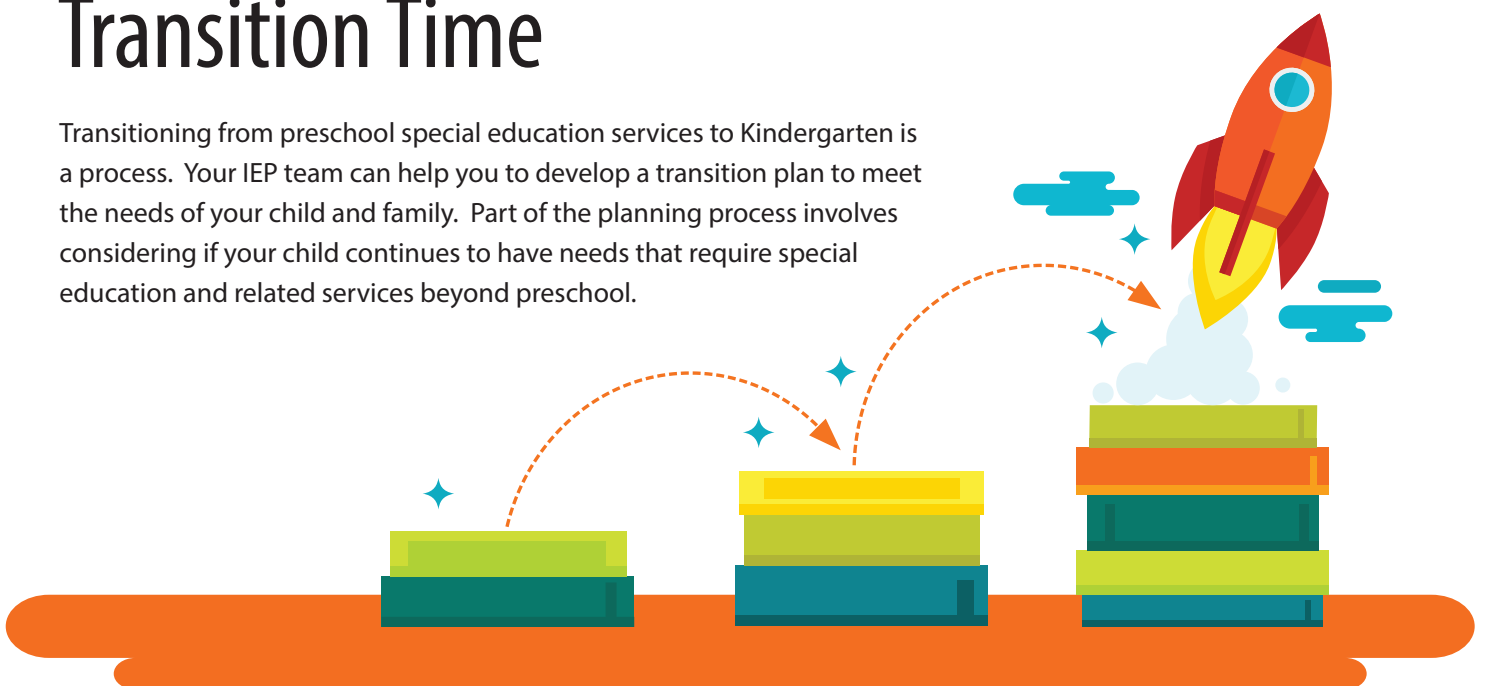 Transition Time
Transitioning from preschool special education services to Kindergarten is
a process.  Your IEP team can help you to develop a transition plan to meet
the needs of your child and family.  Part of the planning process involves
considering if your child continues to have needs that require special
education and related services beyond preschool.